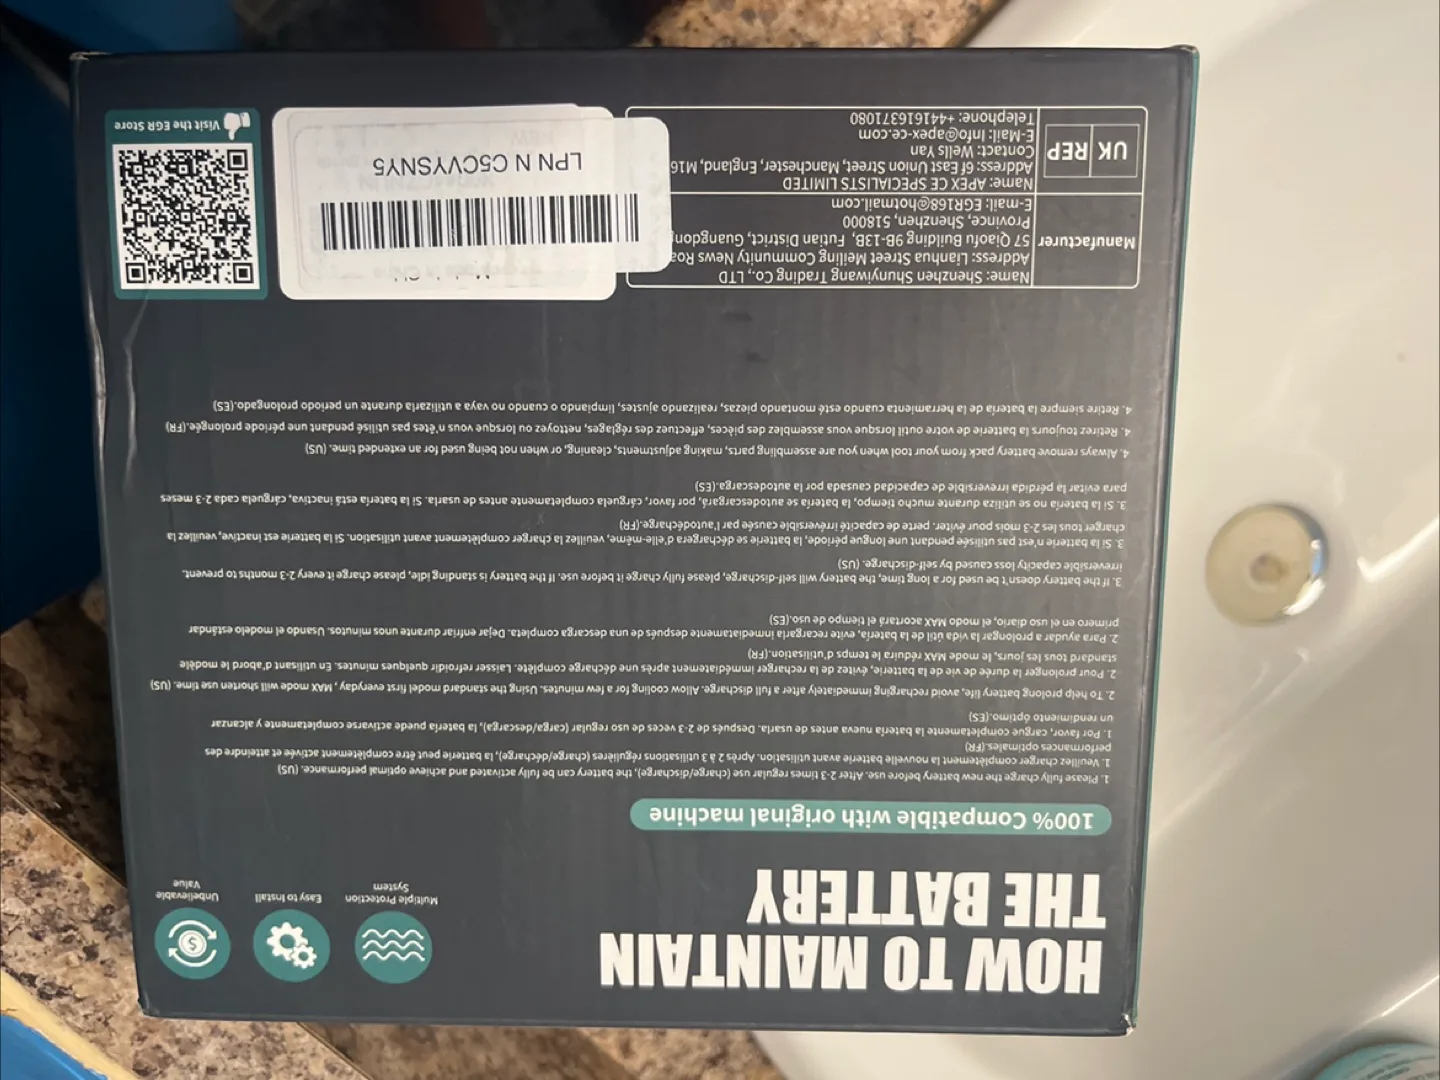 HOW TO MAINTAIN
THE BATTERY
Multiple Protection
System
Easy to Install
Unbelievable
Value
100% Compatible with original machine
1. Please fully charge the new battery before use. After 2-3 times regular use (charge/discharge), the battery can be fully activated and achieve optimal performance. (US)
1. Veuillez charger complètement la nouvelle batterie avant utilisation. Après 2 à 3 utilisations régulières (charge/décharge), la batterie peut être complètement activée et atteindre des
performances optimales.(FR)
1. Por favor, cargue completamente la batería nueva antes de usarla. Después de 2-3 veces de uso regular (carga/descarga), la batería puede activarse completamente y alcanzar
un rendimiento óptimo.(ES)
2. To help prolong battery life, avoid recharging immediately after a full discharge. Allow cooling for a few minutes. Using the standard model first everyday , MAX mode will shorten use time. (US)
2. Pour prolonger la durée de vie de la batterie, évitez de la recharger immédiatement après une décharge complète. Laisser refroidir quelques minutes. En utilisant d'abord le modèle
standard tous les jours, le mode MAX réduira le temps d'utilisation.(FR)
2. Para ayudar a prolongar la vida útil de la batería, evite recargarla inmediatamente después de una descarga completa. Dejar enfriar durante unos minutos. Usando el modelo estándar
primero en el uso diario, el modo MAX acortará el tiempo de uso.(ES)
3. If the battery doesn't be used for a long time, the battery will self-discharge, please fully charge it before use. If the battery is standing idle, please charge it every 2-3 months to prevent.
irreversible capacity loss caused by self-discharge. (US)
3. Si la batterie n'est pas utilisée pendant une longue période, la batterie se déchargera d'elle-même, veuillez la charger complètement avant utilisation. Si la batterie est inactive, veuillez la
charger tous les 2-3 mois pour éviter. perte de capacité irréversible causée par l'autodécharge.(FR)
3. Si la batería no se utiliza durante mucho tiempo, la batería se autodescargará, por favor, cárguela completamente antes de usarla. Si la batería está inactiva, cárguela cada 2-3 meses
para evitar la pérdida irreversible de capacidad causada por la autodescarga.(ES)
4. Always remove battery pack from your tool when you are assembling parts, making adjustments, cleaning, or when not being used for an extended time. (US)
4. Retirez toujours la batterie de votre outil lorsque vous assemblez des pièces, effectuez des réglages, nettoyez ou lorsque vous n'êtes pas utilisé pendant une période prolongée.(FR)
4. Retire siempre la batería de la herramienta cuando esté montando piezas, realizando ajustes, limpiando o cuando no vaya a utilizarla durante un período prolongado.(ES)
Manufacturer
Name: Shenzhen Shunyiwang Trading Co., LTD
Address: Lianhua Street Meiling Community News Roa
57 Qiaofu Building 9B-13B, Futian District, Guangdong
Province, Shenzhen, 518000
E-mail: EGR168@hotmail.com
UK REP
Name: APEX CE SPECIALISTS LIMITED
Address: 6f East Union Street, Manchester, England, M16
Contact: Wells Yan
E-Mail: Info@apex-ce.com
Telephone: +441616371080
LPN N C5CVYSNY5
Visit the EGR Store